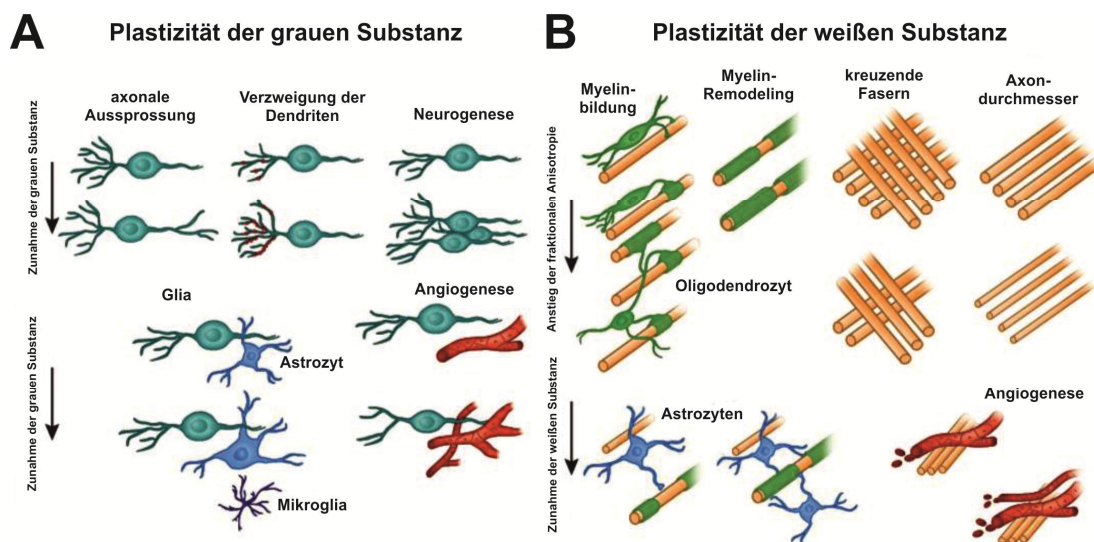 A Plastizität der grauen Substanz
axonale
Aussprossung
Verzweigung der
Dendriten
Neurogenese
Zunahme der grauen Substanz
Glia
Angiogenese
Astrozyt
Zunahme der grauen Substanz
Mikroglia
B Plastizität der weißen Substanz
Myelin-
bildung
Myelin-
Remodeling
kreuzende
Fasern
Axon-
durchmesser
Anstieg der fraktionalen Anisotropie
Oligodendrozyt
Zunahme der weißen Substanz
Astrozyten
Angiogenese